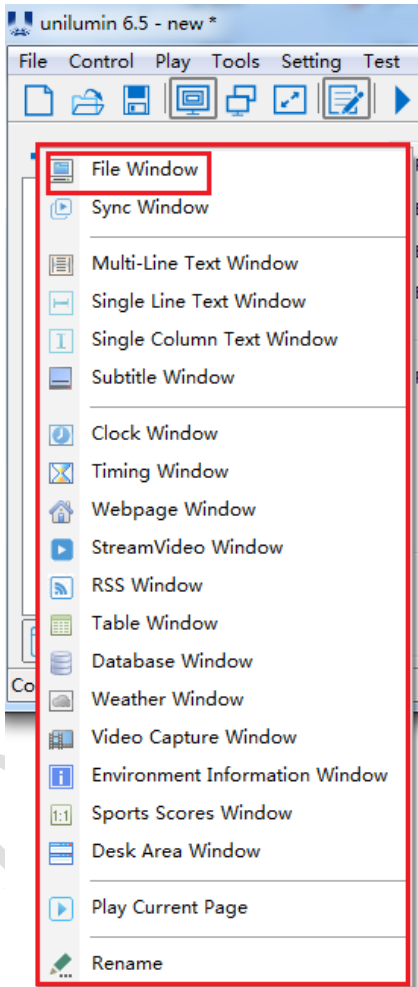 unilumin 6.5 - new *
File Control Play Tools Setting Test
File Window
Sync Window
Multi-Line Text Window
Single Line Text Window
Single Column Text Window
Subtitle Window
Clock Window
Timing Window
Webpage Window
StreamVideo Window
RSS Window
Table Window
Database Window
Co
Weather Window
Video Capture Window
Environment Information Window
1:1 Sports Scores Window
Desk Area Window
Play Current Page
Rename